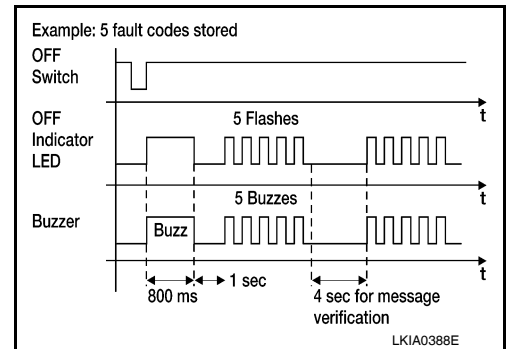 Example: 5 fault codes stored
OFF
Switch
t
OFF
Indicator
LED
5 Flashes
t
5 Buzzes
Buzzer
Buzz
t
1 sec
800 ms
4 sec for message
verification
LKIA0388E